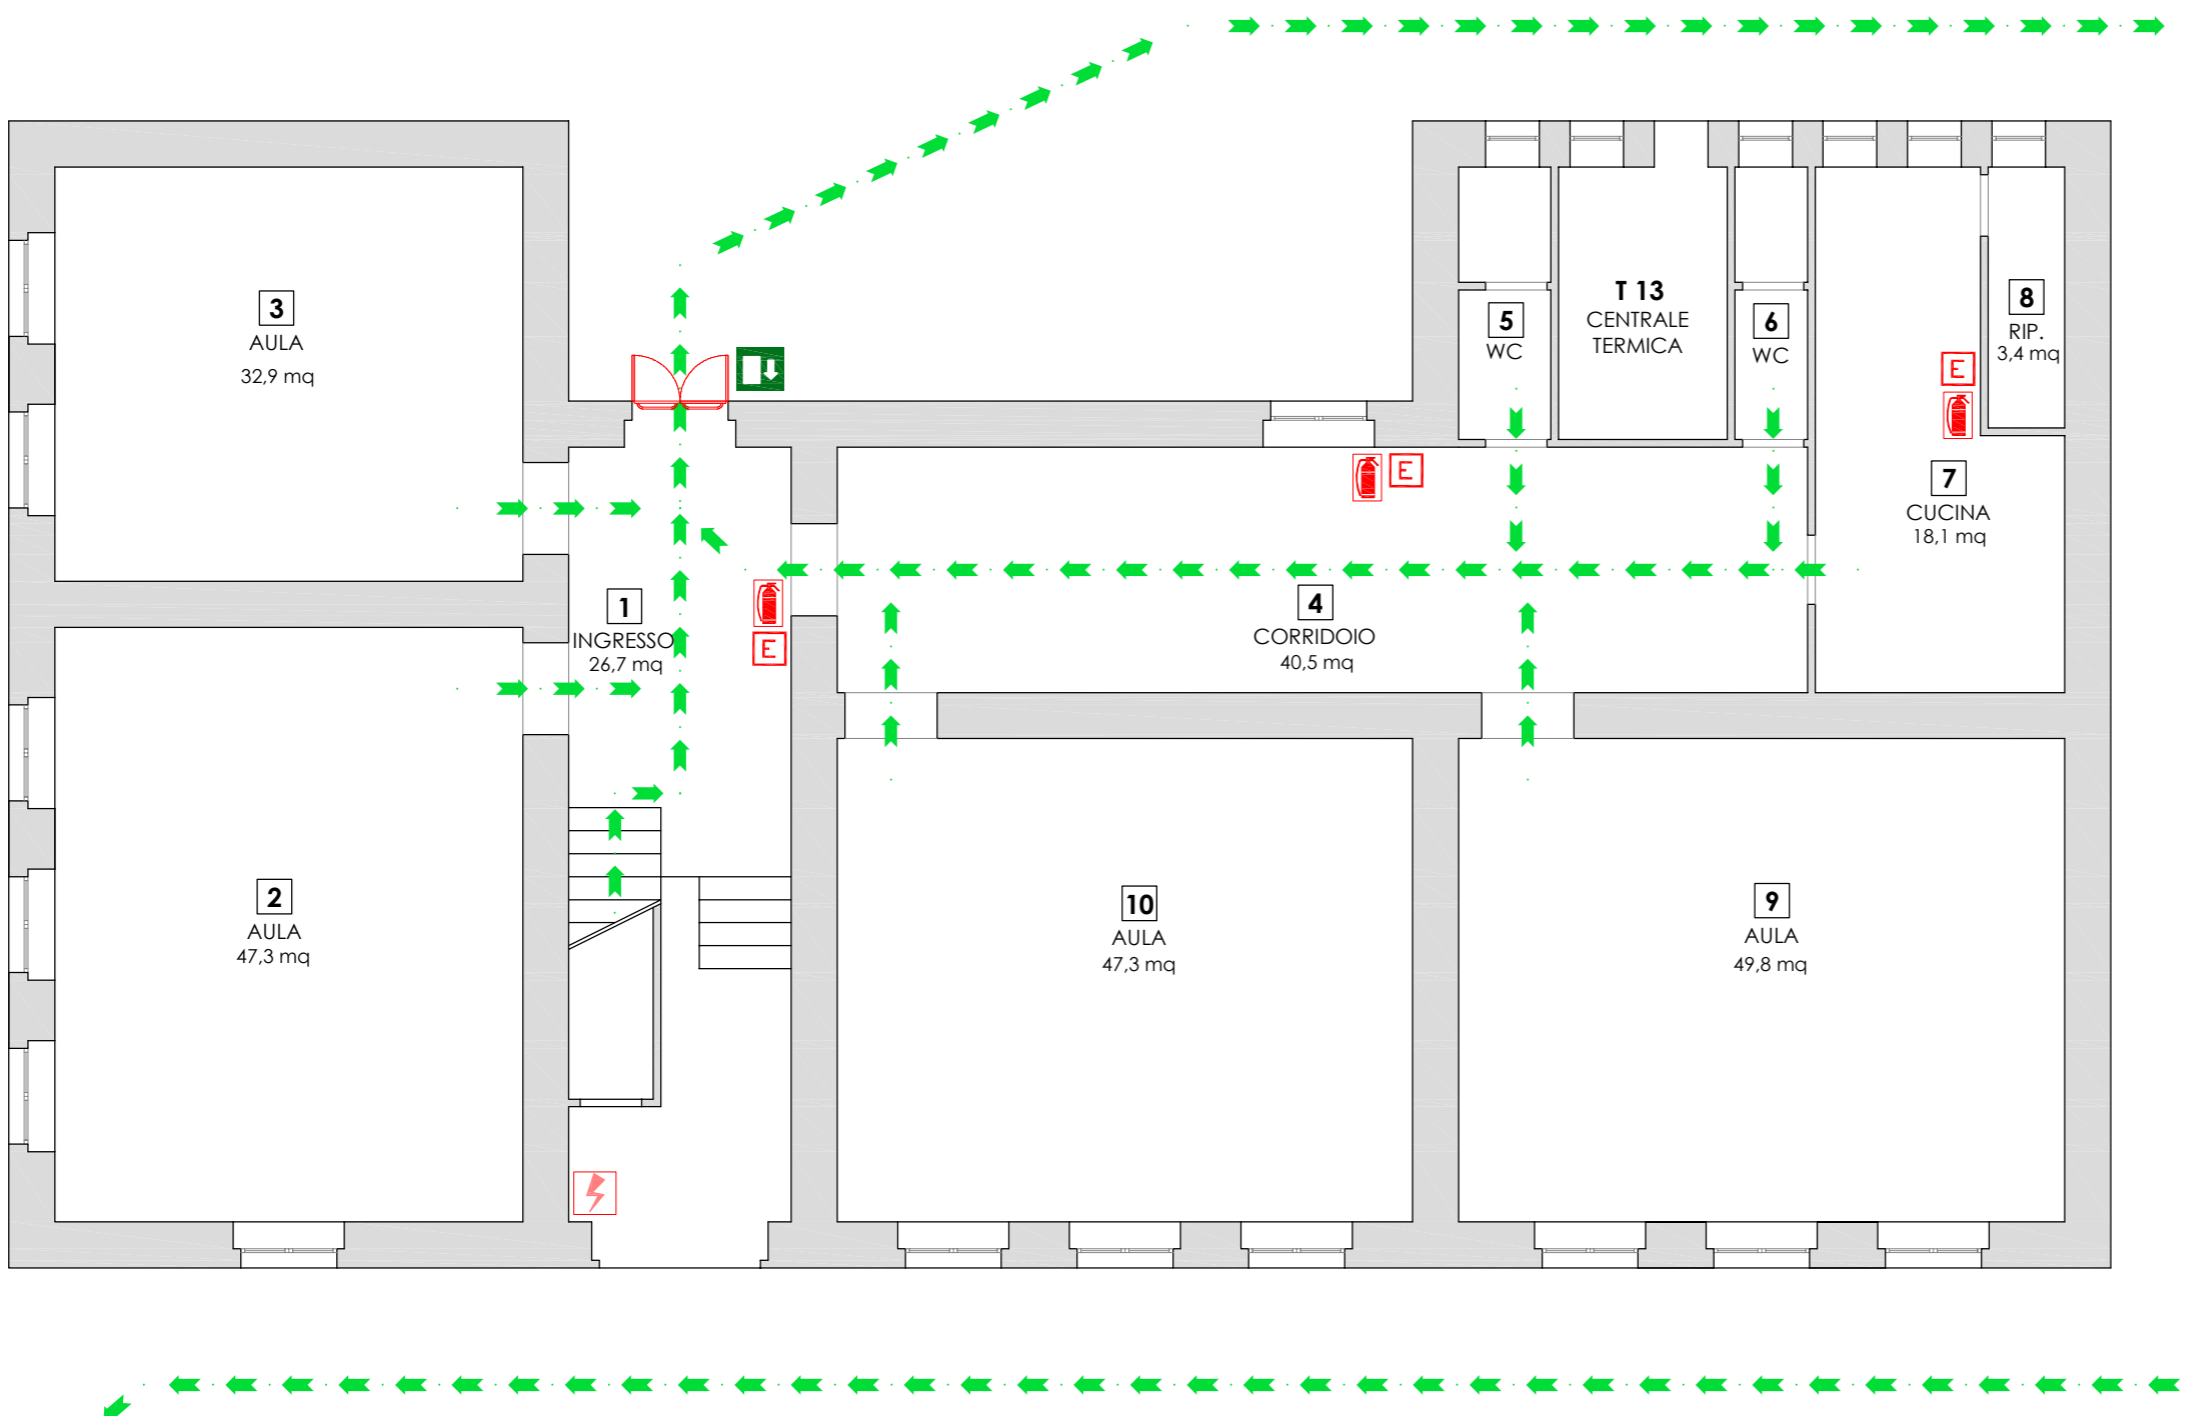 3
AULA
32,9 mq
5
WC
T 13
CENTRALE
TERMICA
6
WC
8
RIP.
3,4 mq
E
E
7
CUCINA
18,1 mq
1
INGRESSO
26,7 mq
E
4
CORRIDOIO
40,5 mq
2
AULA
47,3 mq
10
AULA
47,3 mq
9
AULA
49,8 mq